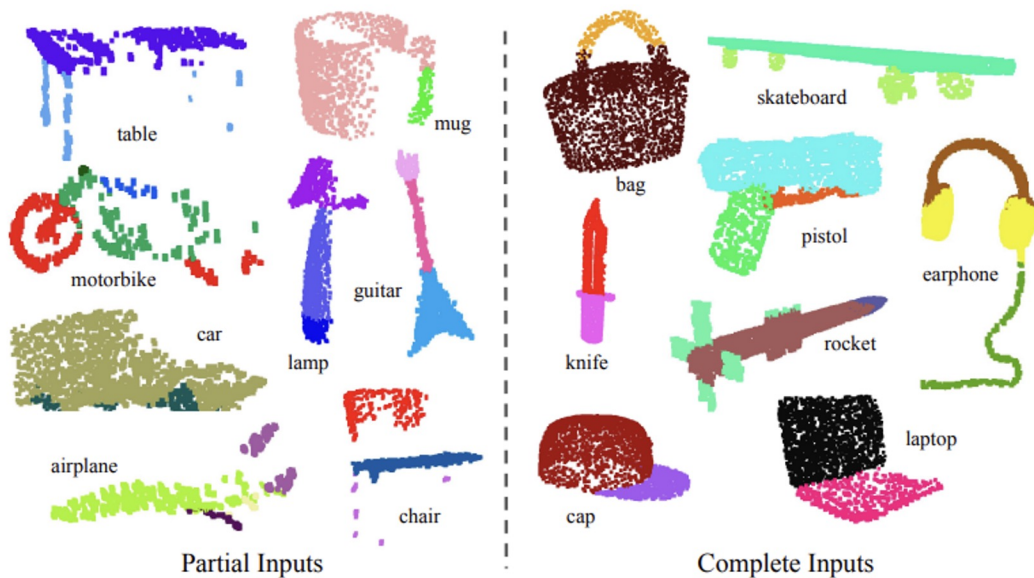 table
mug
motorbike
guitar
car
lamp
airplane
chair
Partial Inputs
skateboard
bag
pistol
earphone
knife
rocket
laptop
cap
Complete Inputs